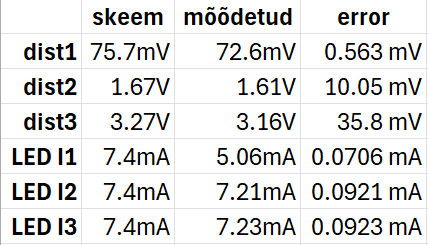 skeem mõõdetud error
dist1 75.7mV 72.6mV 0.563 mV
dist2 1.67V 1.61V 10.05 mV
dist3 3.27V 3.16V 35.8 mV
LED I1 7.4mA 5.06mA 0.0706 mA
LED I2 7.4mA 7.21mA 0.0921 mA
LED I3 7.4mA 7.23mA 0.0923 mA